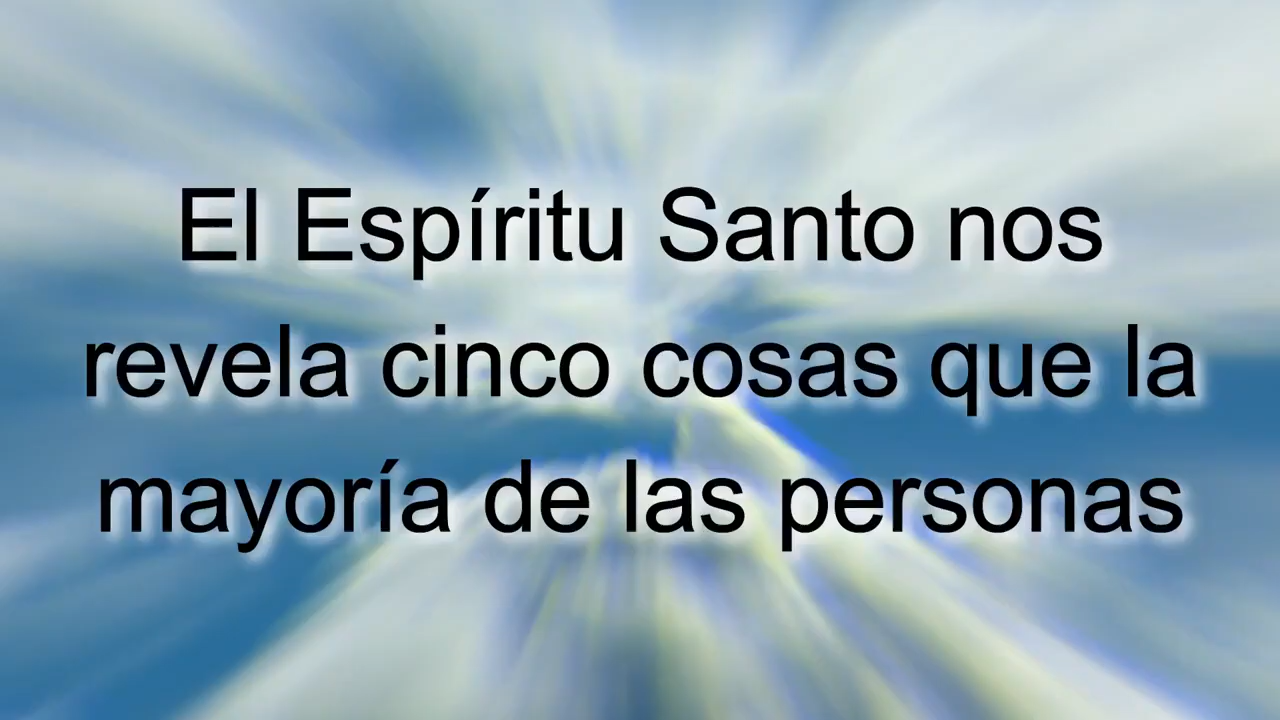 El Espíritu Santo nos
revela cinco cosas que la
mayoría de las personas